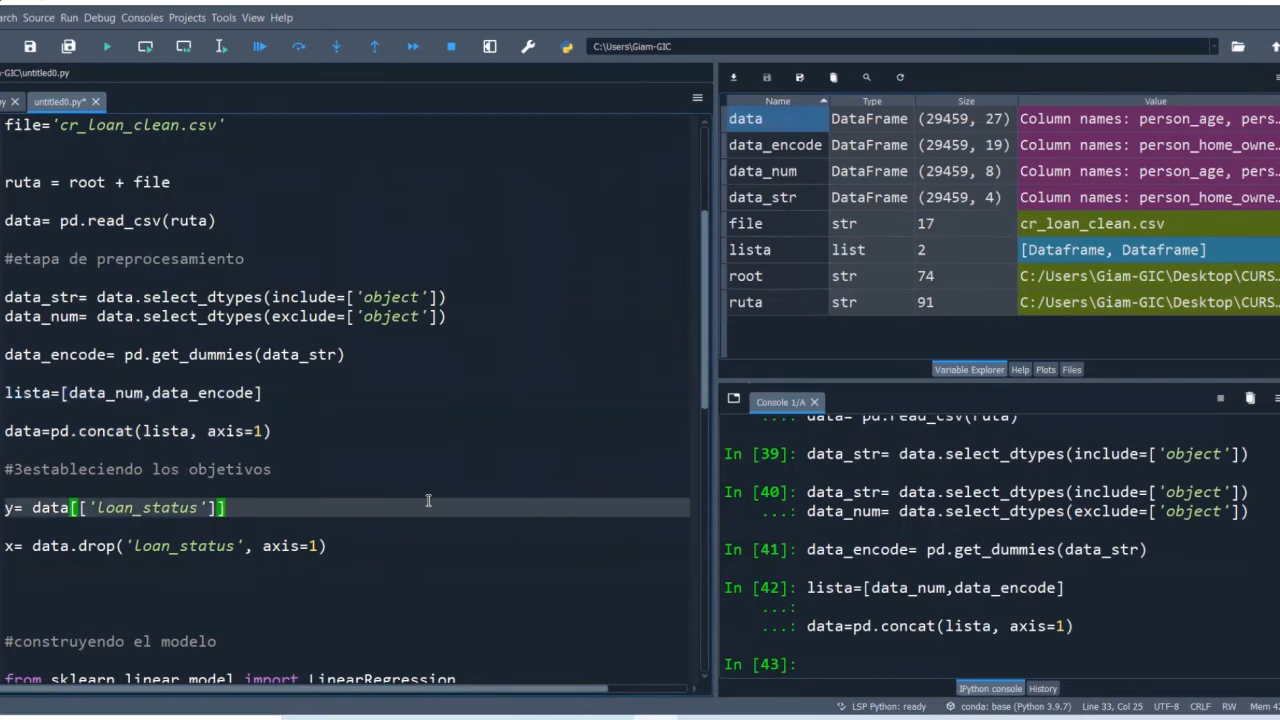 arch Source Run Debug Consoles Projects Tools View Help
C:\Users\Giam-GIC
m-GIC\untitled0.py
py untitled0.py*
file='cr_loan_clean.csv'
ruta = root + file
data= pd.read_csv(ruta)
#etapa de preprocesamiento
data_str= data.select_dtypes(include=['object'])
data_num= data.select_dtypes(exclude=['object'])
data_encode= pd.get_dummies(data_str)
lista=[data_num,data_encode]
data=pd.concat(lista, axis=1)
#3estableciendo los objetivos
y= data[['loan_status']]
x= data.drop('loan_status', axis=1)
#construyendo el modelo
from sklearn.linear_model import LinearRegression
Name Type Size Value
data DataFrame (29459, 27) Column names: person_age, pers…
data_encode DataFrame (29459, 19) Column names: person_home_owne…
data_num DataFrame (29459, 8) Column names: person_age, pers…
data_str DataFrame (29459, 4) Column names: person_home_owne…
file str 17 cr_loan_clean.csv
lista list 2 [Dataframe, Dataframe]
root str 74 C:/Users/Giam-GIC/Desktop/CURS…
ruta str 91 C:/Users/Giam-GIC/Desktop/CURS…
Variable Explorer Help Plots Files
Console 1/A
...: data= pd.read_csv(ruta)
In [39]: data_str= data.select_dtypes(include=['object'])
In [40]: data_str= data.select_dtypes(include=['object'])
...: data_num= data.select_dtypes(exclude=['object'])
In [41]: data_encode= pd.get_dummies(data_str)
In [42]: lista=[data_num,data_encode]
...:
...: data=pd.concat(lista, axis=1)
In [43]:
IPython console History
LSP Python: ready conda: base (Python 3.9.7) Line 33, Col 25 UTF-8 CRLF RW Mem 4